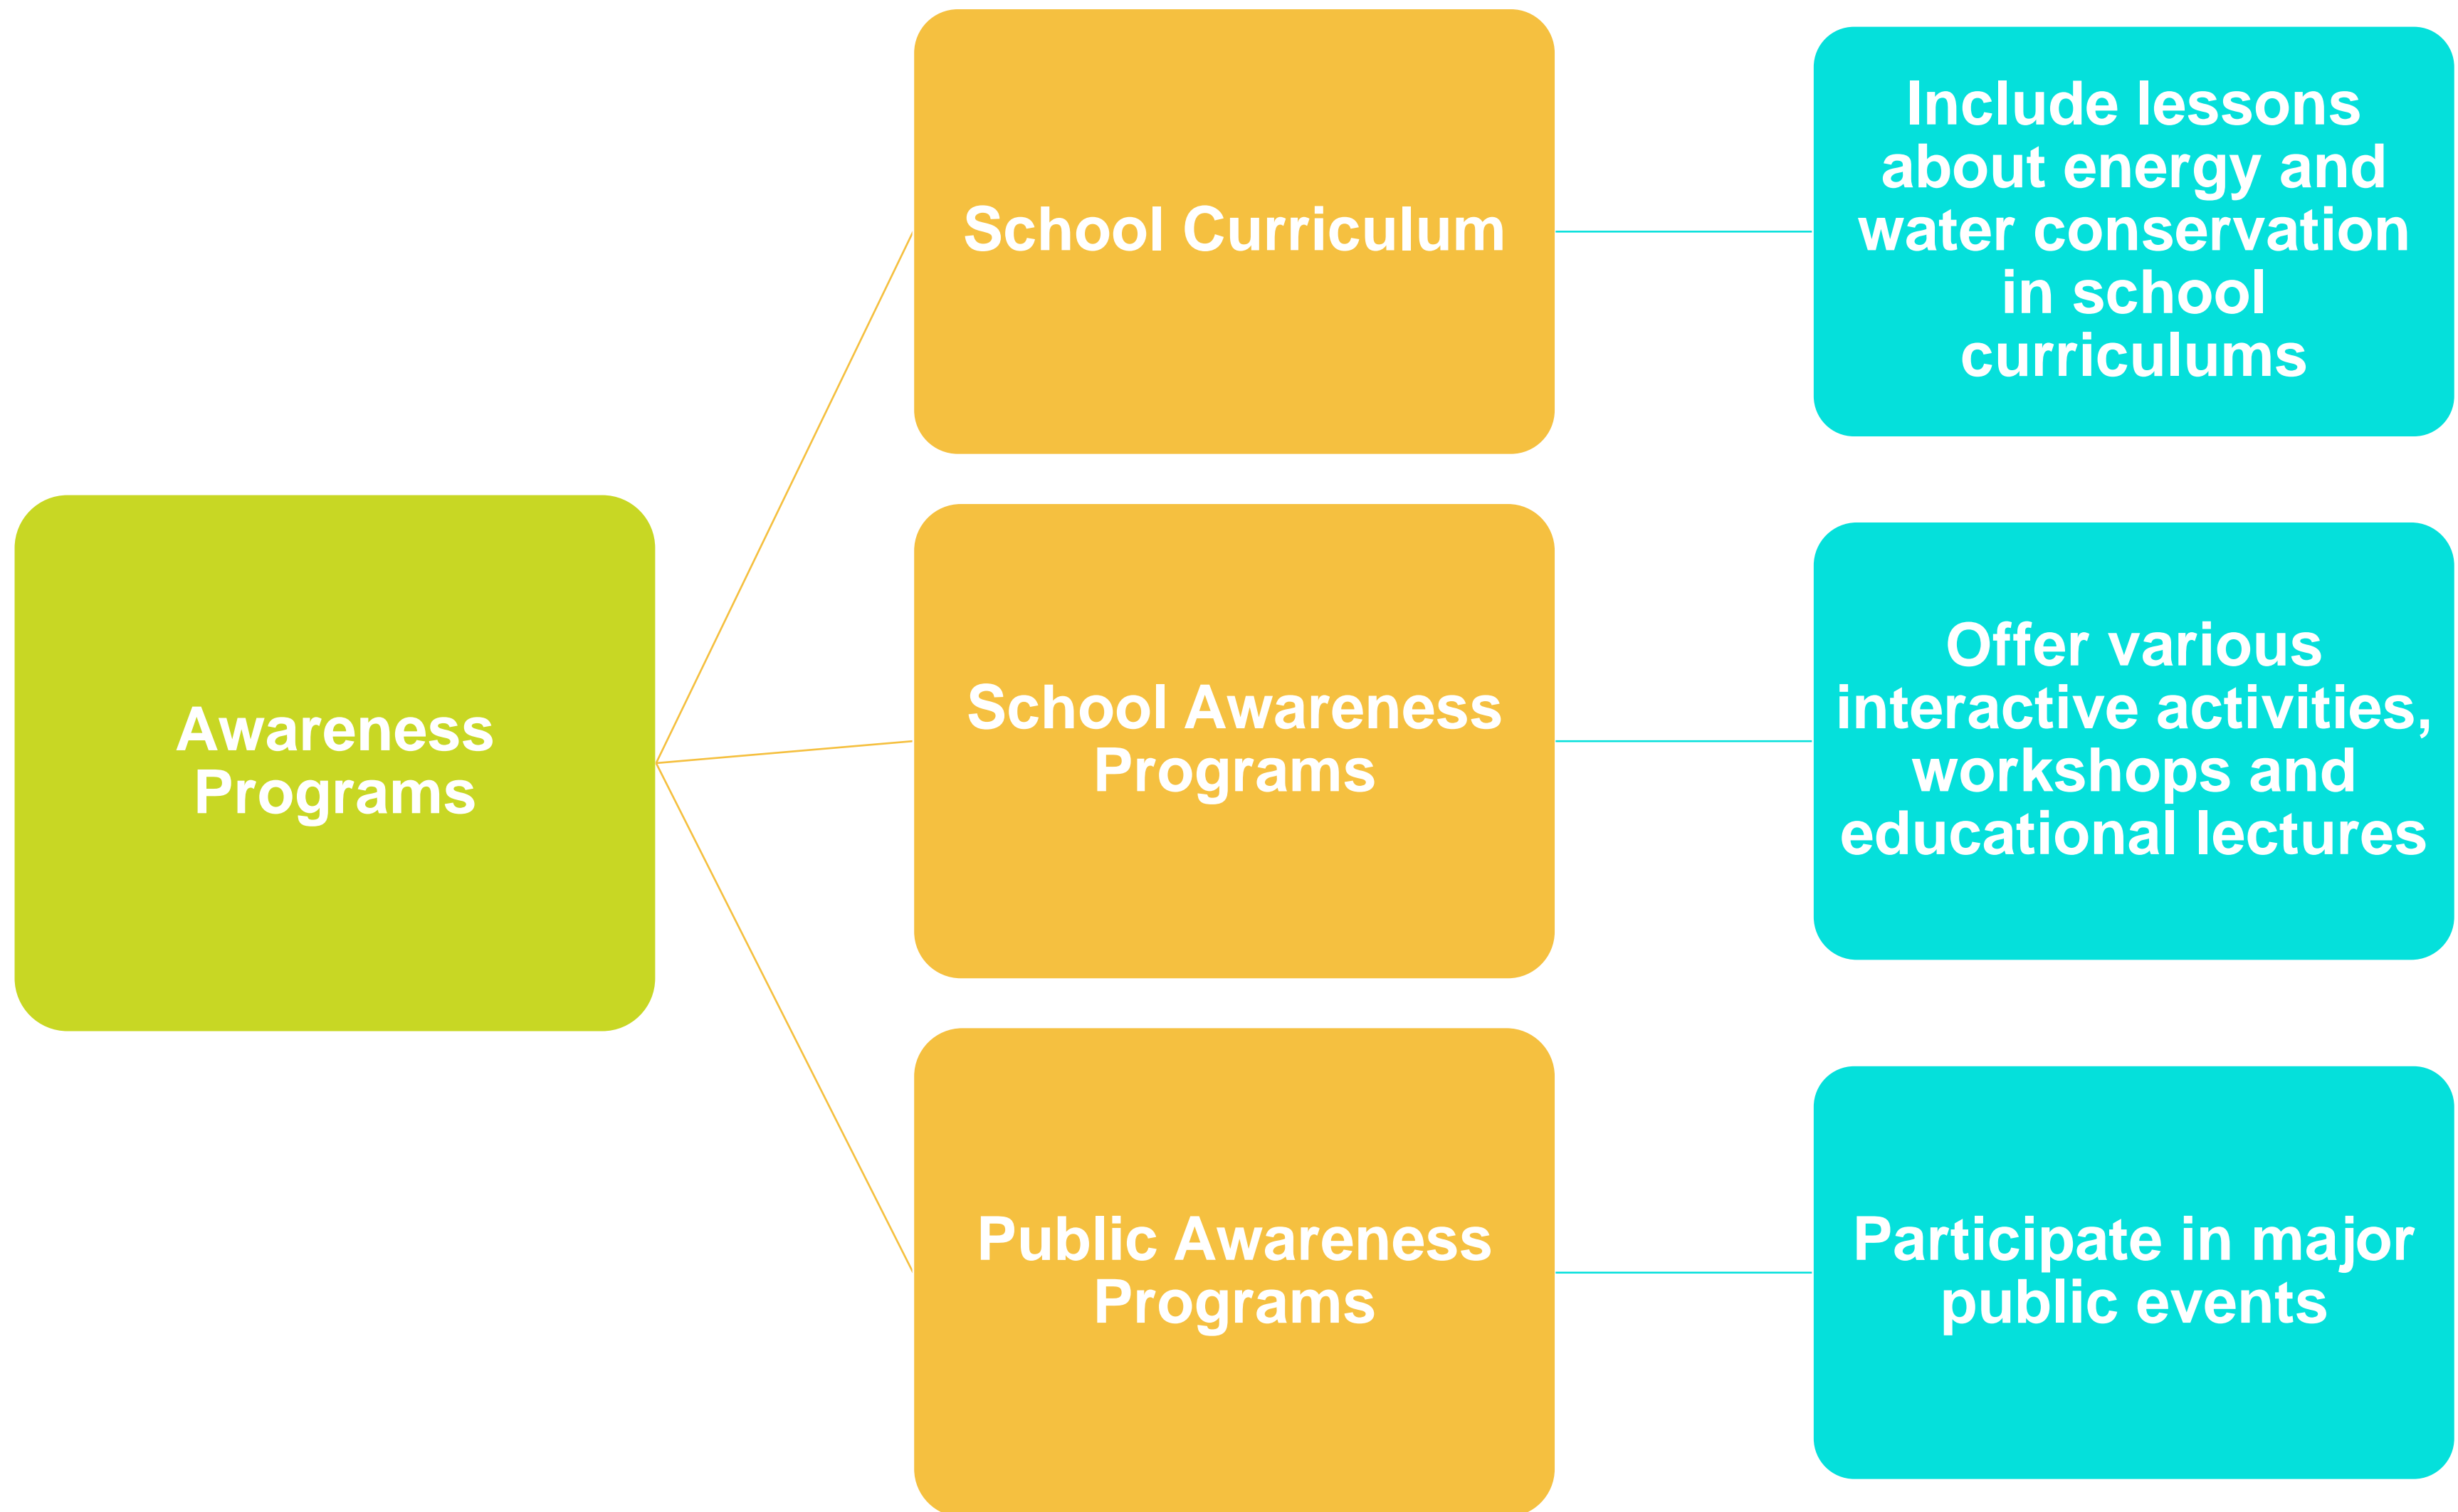 Awareness
Programs
School Curriculum
Include lessons
about energy and
water conservation
in school
curriculums
School Awareness
Programs
Offer various
interactive activities,
workshops and
educational lectures
Public Awareness
Programs
Participate in major
public events